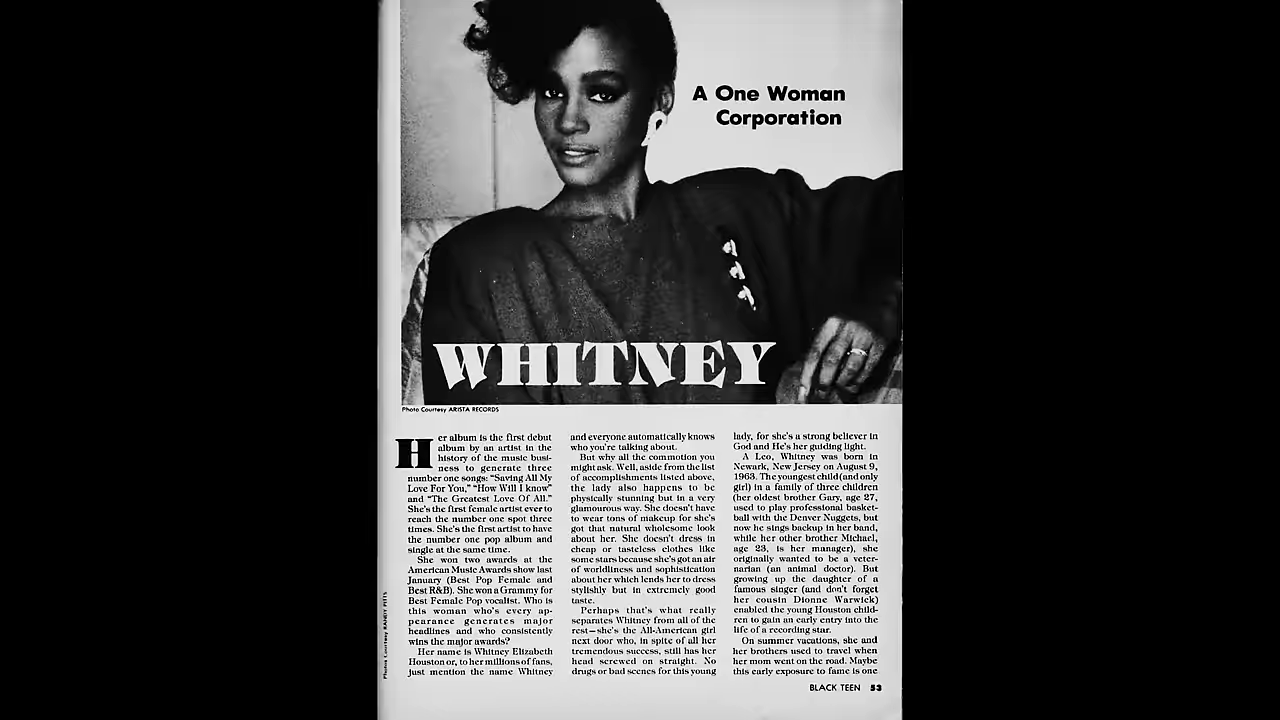 A One Woman
Corporation
WHITNEY
Photo Courtesy ARISTA RECORDS
Her album is the first debut
album by an artist in the
history of the music busi-
ness to generate three
number one songs: "Saving All My
Love For You," "How Will I know"
and "The Greatest Love Of All."
She's the first female artist ever to
reach the number one spot three
times. She's the first artist to have
the number one pop album and
single at the same time.
She won two awards at the
American Music Awards show last
January (Best Pop Female and
Best R&B). She won a Grammy for
Best Female Pop vocalist. Who is
this woman who's every ap-
pearance generates major
headlines and who consistently
wins the major awards?
Her name is Whitney Elizabeth
Houston or, to her millions of fans,
just mention the name Whitney
and everyone automatically knows
who you're talking about.
But why all the commotion you
might ask. Well, aside from the list
of accomplishments listed above,
the lady also happens to be
physically stunning but in a very
glamourous way. She doesn't have
to wear tons of makeup for she's
got that natural wholesome look
about her. She doesn't dress in
cheap or tasteless clothes like
some stars because she's got an air
of worldliness and sophistication
about her which lends her to dress
stylishly but in extremely good
taste.
Perhaps that's what really
separates Whitney from all of the
rest—she's the All-American girl
next door who, in spite of all her
tremendous success, still has her
head screwed on straight. No
drugs or bad scenes for this young
lady, for she's a strong believer in
God and He's her guiding light.
A Leo, Whitney was born in
Newark, New Jersey on August 9,
1963. The youngest child (and only
girl) in a family of three children
(her oldest brother Gary, age 27,
used to play professional basket-
ball with the Denver Nuggets, but
now he sings backup in her band,
while her other brother Michael,
age 23, is her manager), she
originally wanted to be a veter-
narian (an animal doctor). But
growing up the daughter of a
famous singer (and don't forget
her cousin Dionne Warwick)
enabled the young Houston child-
ren to gain an early entry into the
life of a recording star.
On summer vacations, she and
her brothers used to travel when
her mom went on the road. Maybe
this early exposure to fame is one
Photos Courtesy RANDY PITTS
BLACK TEEN 53